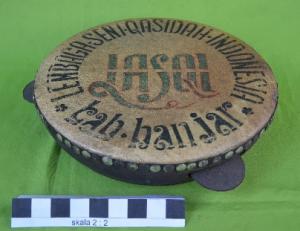 LEMBAGA SENI QASIDAH INDONESIA
LASQI
kab. banjar
skala 2 : 2